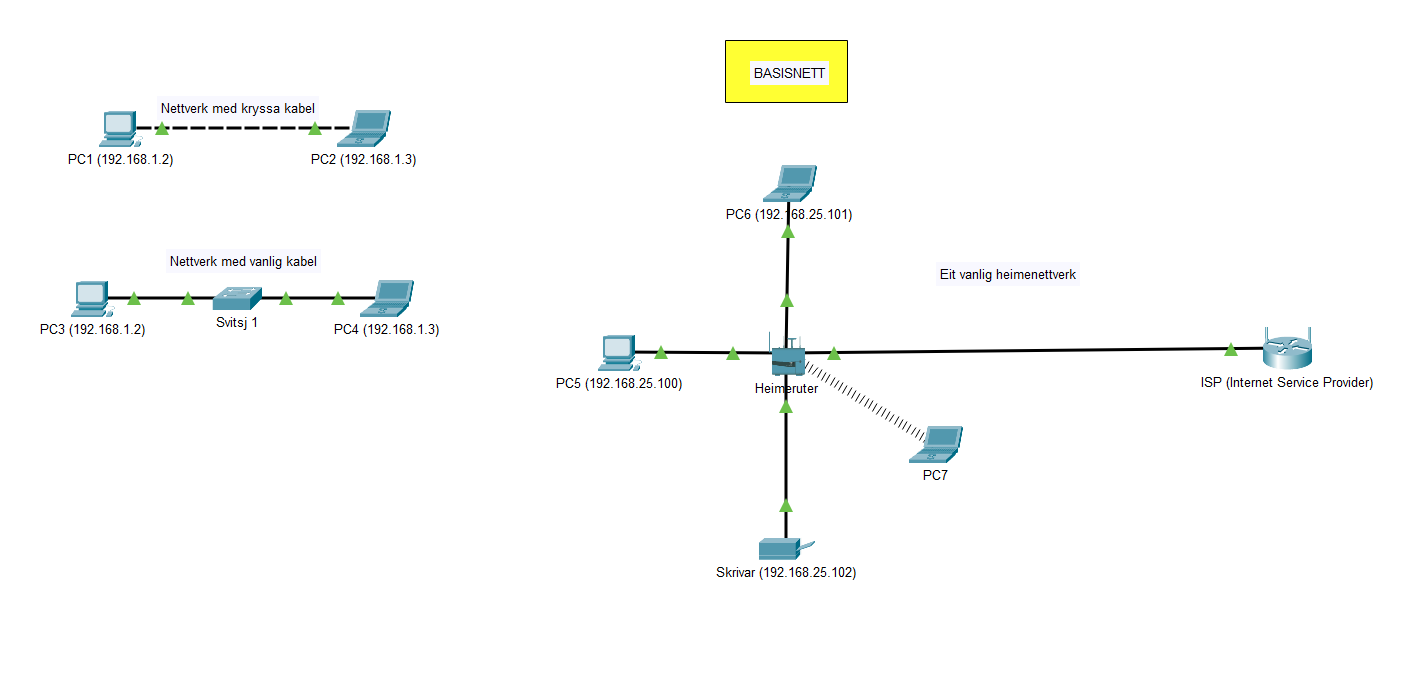 BASISNETT
Nettverk med kryssa kabel
PC1 (192.168.1.2)
PC2 (192.168.1.3)
Nettverk med vanlig kabel
PC3 (192.168.1.2)
Svitsj 1
PC4 (192.168.1.3)
PC6 (192.168.25.101)
Eit vanlig heimenettverk
PC5 (192.168.25.100)
Heimeruter
ISP (Internet Service Provider)
PC7
Skrivar (192.168.25.102)